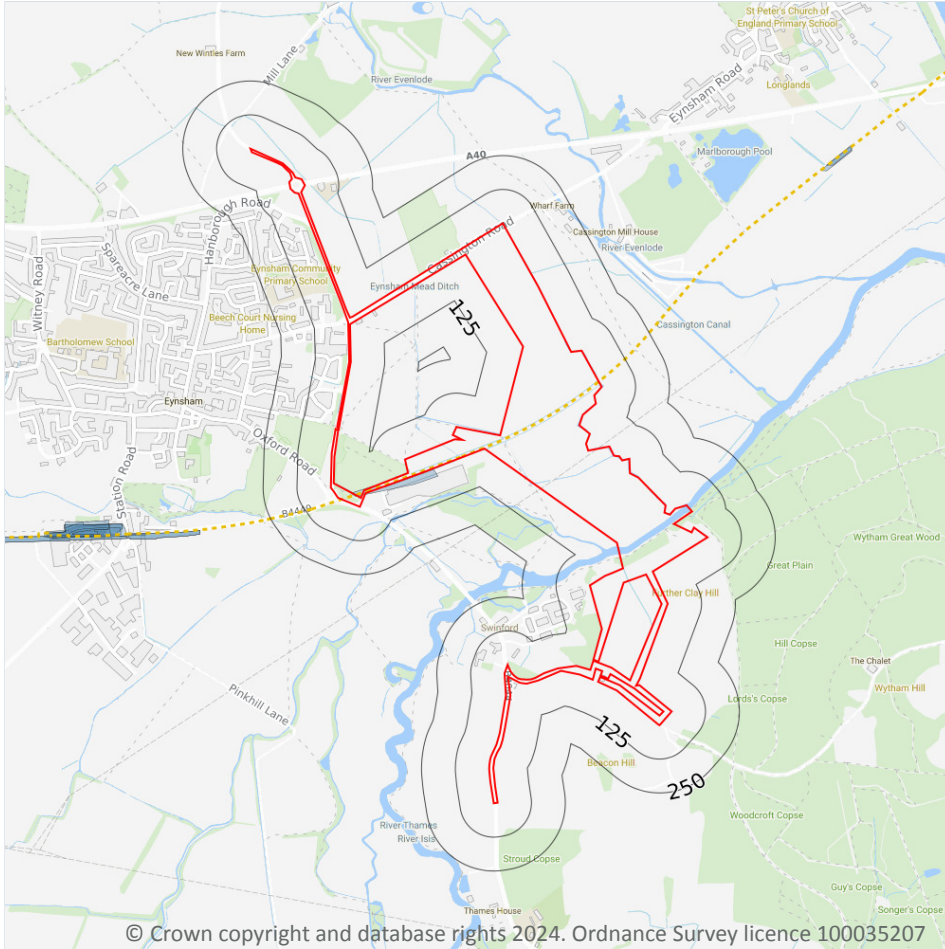 St Peter's Church of
England Primary School
New Winties Farm
Mill Lane
River Evenlode
Eynsham Road
Longlands
A40
Marlborough Pool
Hanborough Road
Wharf Farm
Cassington Road
Cassington Mill House
River Evenlode
Witney Road
Spareacre Lane
Eynsham Community
Primary School
Eynsham Mead Ditch
125
Beech Court Nursing
Home
Cassington Canal
Bartholomew School
Eynsham
Oxford Road
Station Road
B4449
Wytham Great Wood
Great Plain
Further Clay Hill
Swinford
Hill Copse
The Chalet
Wytham Hill
Pinkhill Lane
Lords's Copse
125
Beacon Hill
250
Woodcroft Copse
River Thames
River Isis
Stroud Copse
Guy's Copse
Thames House
Songer's Copse
© Crown copyright and database rights 2024. Ordnance Survey licence 100035207